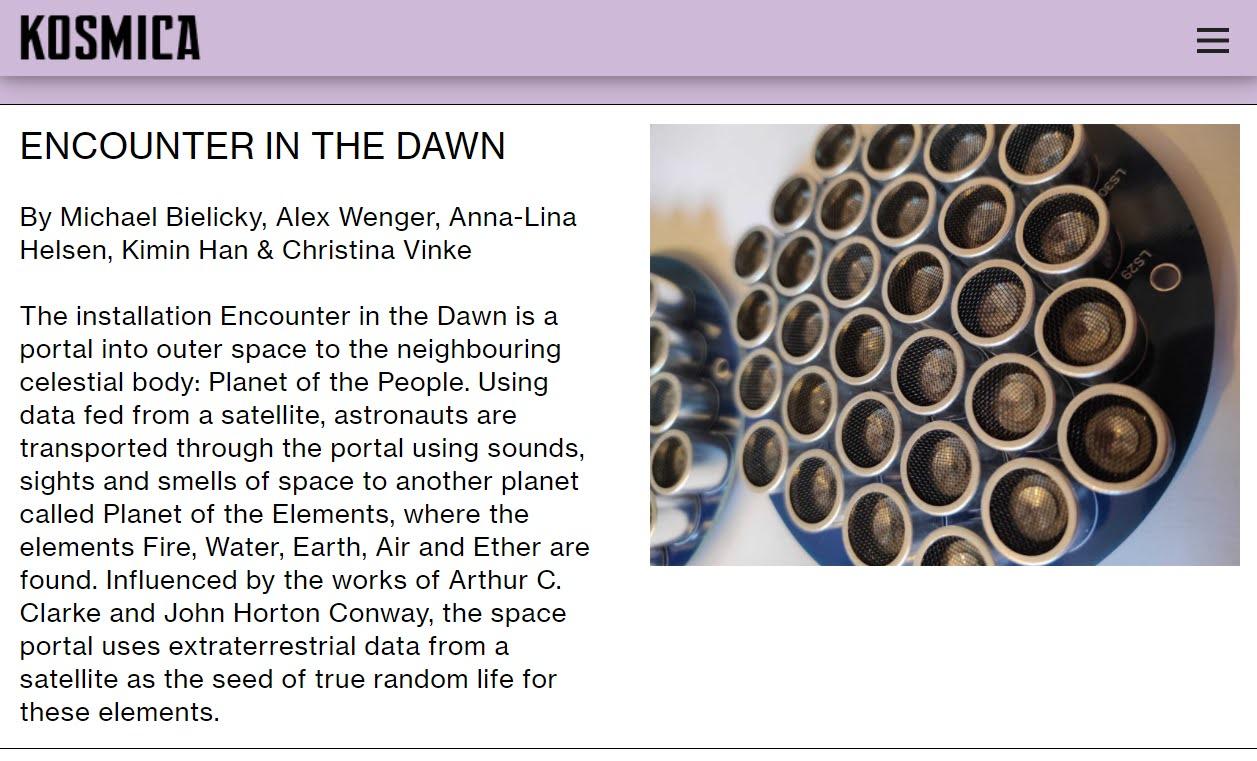 KOSMICA
ENCOUNTER IN THE DAWN
By Michael Bielicky, Alex Wenger, Anna-Lina
Helsen, Kimin Han & Christina Vinke
The installation Encounter in the Dawn is a
portal into outer space to the neighbouring
celestial body: Planet of the People. Using
data fed from a satellite, astronauts are
transported through the portal using sounds,
sights and smells of space to another planet
called Planet of the Elements, where the
elements Fire, Water, Earth, Air and Ether are
found. Influenced by the works of Arthur C.
Clarke and John Horton Conway, the space
portal uses extraterrestrial data from a
satellite as the seed of true random life for
these elements.
LS30
LS29